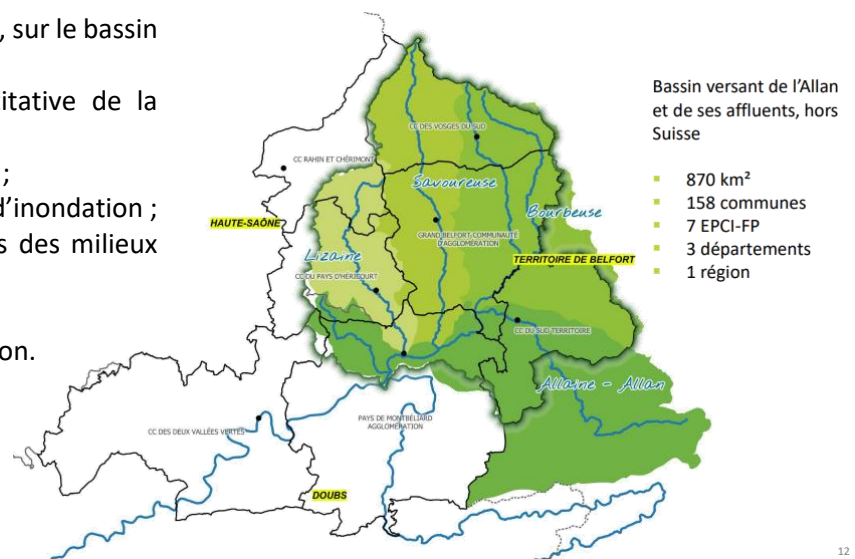 , sur le bassin
titative de la
;
d’inondation ;
s des milieux
on.
CC DES VOSGES DU SUD
CC RAHIN ET CHÉRIMONT
Savoureuse
Bourbeuse
HAUTE-SAÔNE
GRAND BELFORT COMMUNAUTÉ
D'AGGLOMÉRATION
Lizaine
TERRITOIRE DE BELFORT
CC DU PAYS D'HÉRICOURT
CC DU SUD TERRITOIRE
Allaine - Allan
PAYS DE MONTBÉLIARD
AGGLOMÉRATION
CC DES DEUX VALLÉES VERTES
DOUBS
Bassin versant de l’Allan
et de ses affluents, hors
Suisse
▪ 870 km²
▪ 158 communes
▪ 7 EPCI-FP
▪ 3 départements
▪ 1 région
12